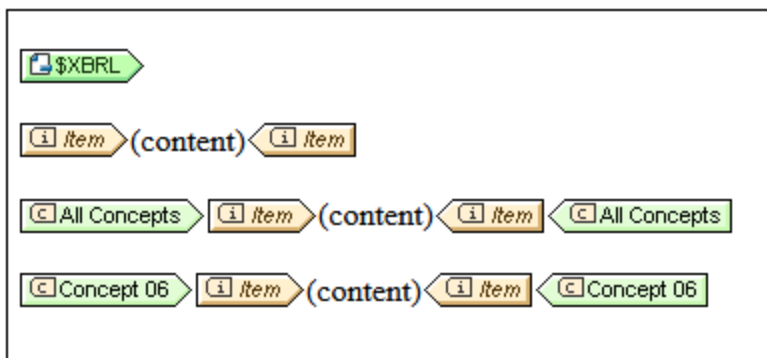 $XBRL
Item (content) Item
All Concepts Item (content) Item All Concepts
Concept 06 Item (content) Item Concept 06